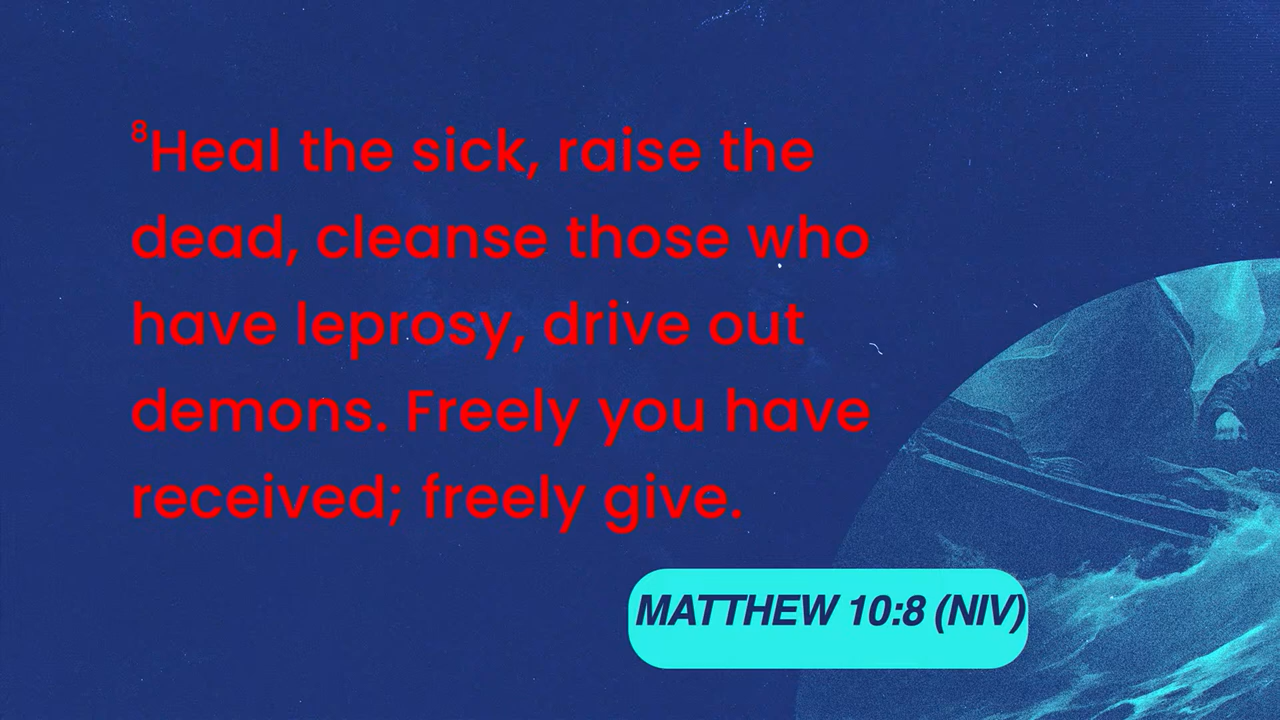 ⁸Heal the sick, raise the
dead, cleanse those who
have leprosy, drive out
demons. Freely you have
received; freely give.
MATTHEW 10:8 (NIV)